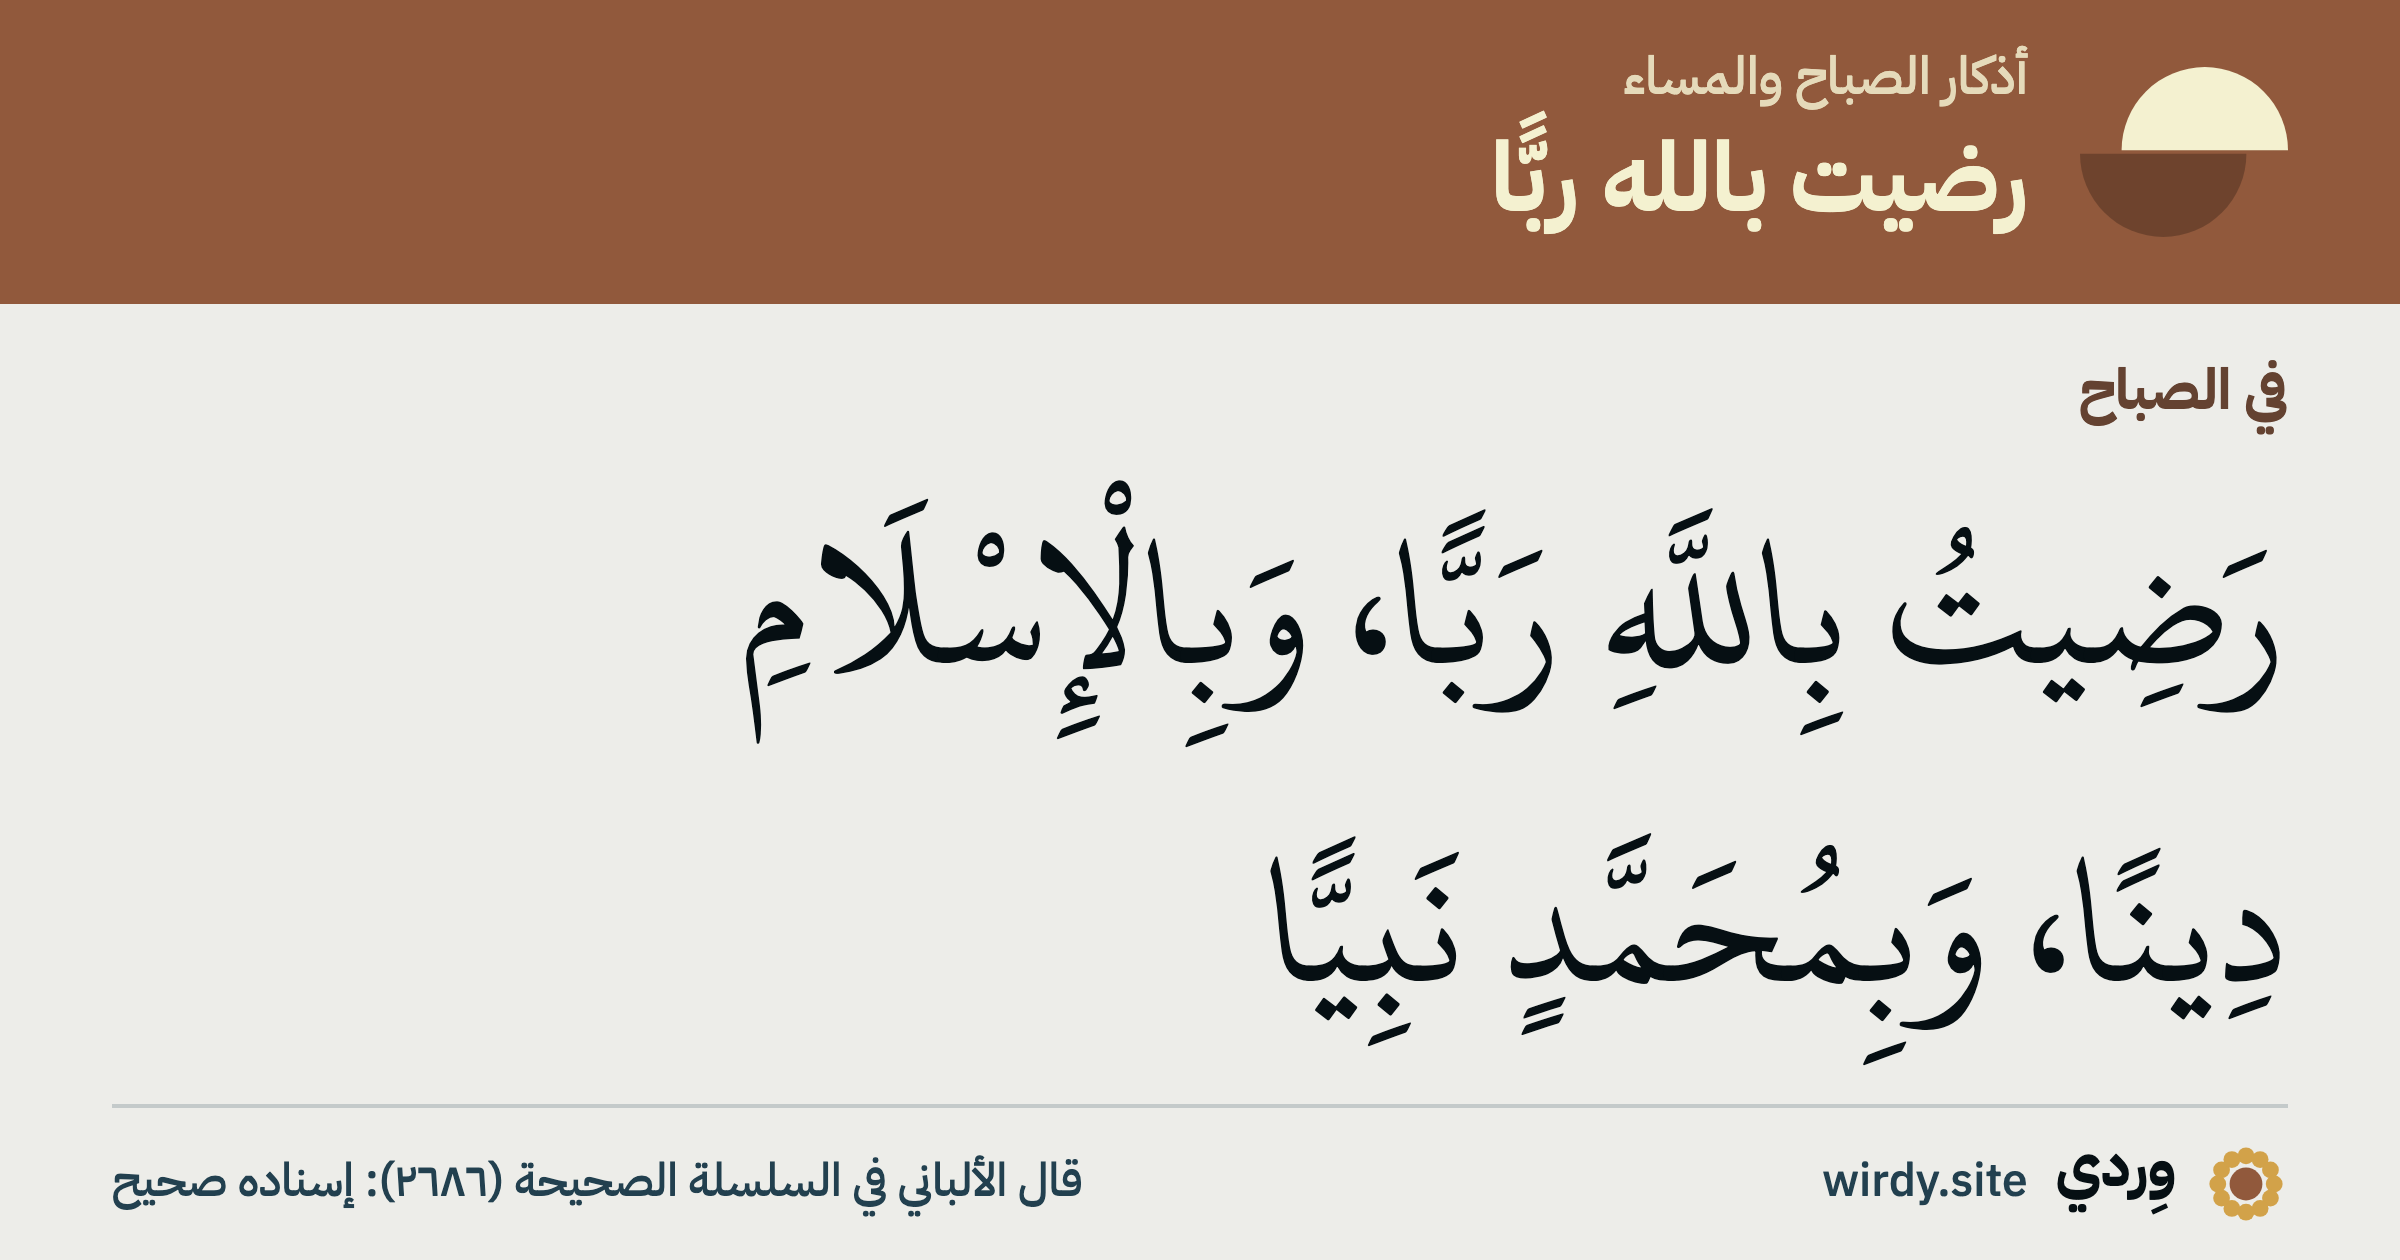 أذكار الصباح والمساء
رضيت بالله ربًّا
في الصباح
رَضِيتُ بِاللَّهِ رَبًّا، وَبِالْإِسْلَامِ
دِينًا، وَبِمُحَمَّدٍ نَبِيًّا
وِردي wirdy.site
قال الألباني في السلسلة الصحيحة (٢٦٨٦): إسناده صحيح